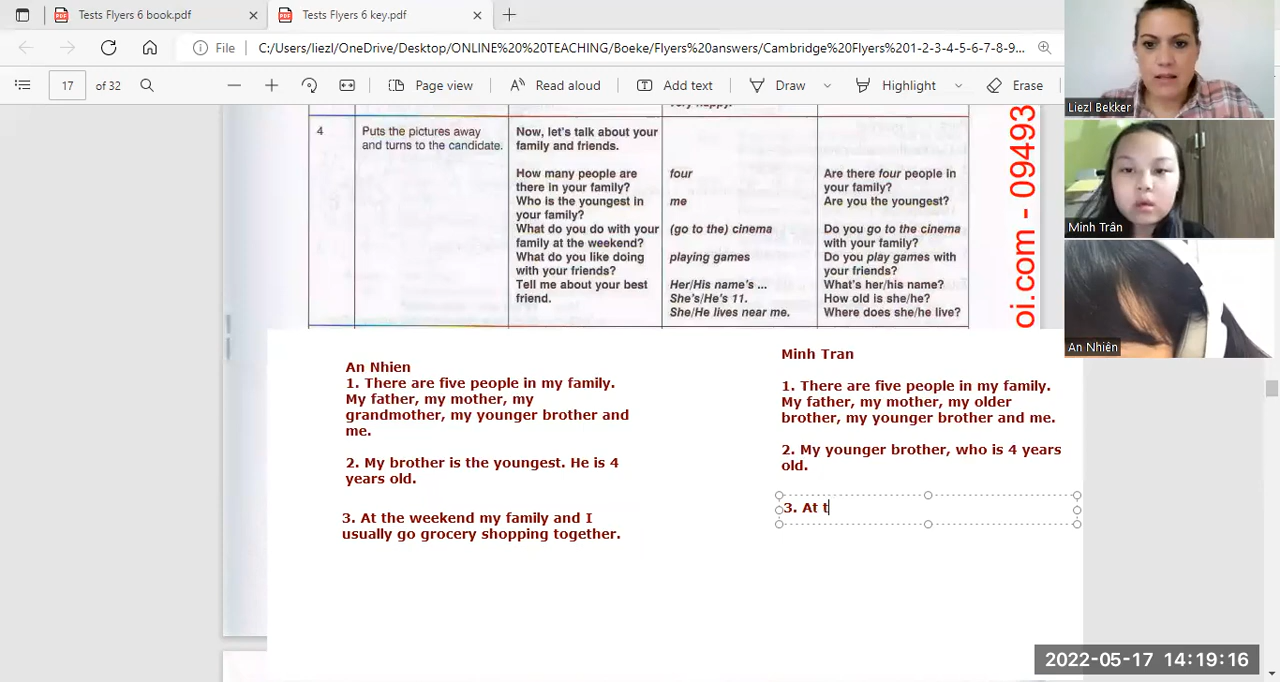 Tests Flyers 6 book.pdf
Tests Flyers 6 key.pdf
File
C:/Users/liezl/OneDrive/Desktop/ONLINE%20%20TEACHING/Boeke/Flyers%20answers/Cambridge%20Flyers%201-2-3-4-5-6-7-8-9...
17
of 32
Page view
Read aloud
Add text
Draw
Highlight
Erase
Liezl Bekker
Minh Trân
An Nhiên
very happy.
4
Puts the pictures away
and turns to the candidate.
Now, let's talk about your
family and friends.
How many people are
there in your family?
Who is the youngest in
your family?
What do you do with your
family at the weekend?
What do you like doing
with your friends?
Tell me about your best
friend.
four
me
(go to the) cinema
playing games
Her/His name's ...
She's/He's 11.
She/He lives near me.
Are there four people in
your family?
Are you the youngest?
Do you go to the cinema
with your family?
Do you play games with
your friends?
What's her/his name?
How old is she/he?
Where does she/he live?
oi.com - 09493
An Nhien
1. There are five people in my family.
My father, my mother, my
grandmother, my younger brother and
me.
2. My brother is the youngest. He is 4
years old.
3. At the weekend my family and I
usually go grocery shopping together.
Minh Tran
1. There are five people in my family.
My father, my mother, my older
brother, my younger brother and me.
2. My younger brother, who is 4 years
old.
3. At t
2022-05-17 14:19:16